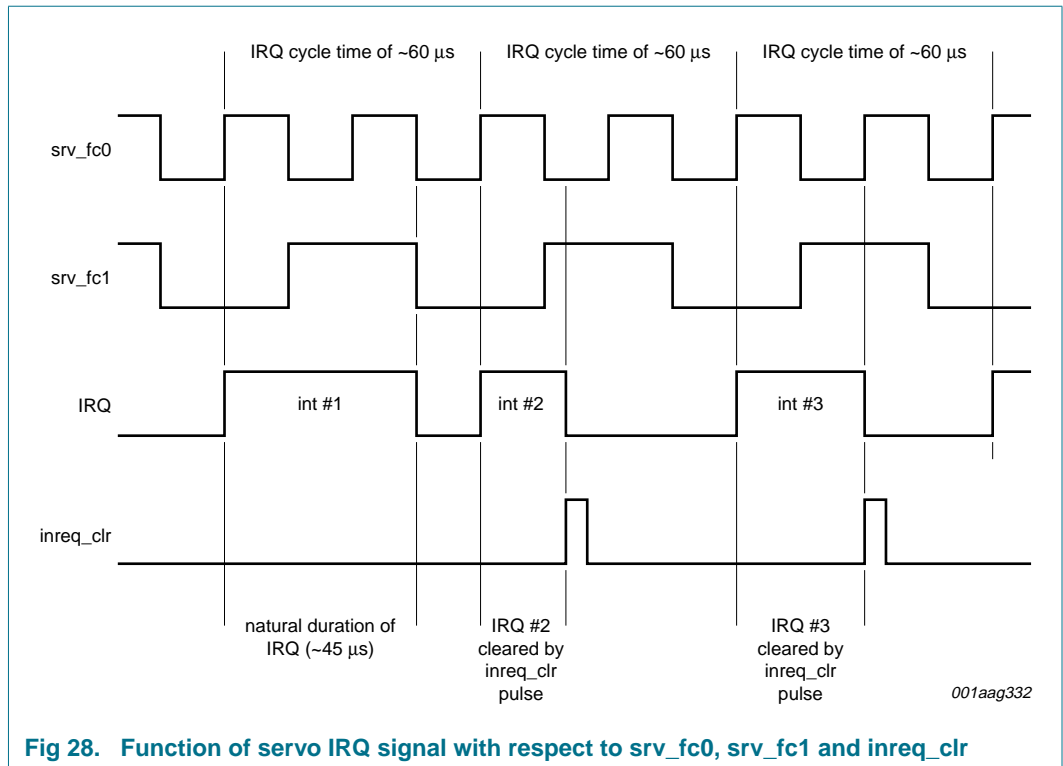 IRQ cycle time of ~60 μs IRQ cycle time of ~60 μs IRQ cycle time of ~60 μs
srv_fc0
srv_fc1
IRQ
int #1 int #2 int #3
inreq_clr
natural duration of
IRQ (~45 μs)
IRQ #2
cleared by
inreq_clr
pulse
IRQ #3
cleared by
inreq_clr
pulse
001aag332
Fig 28. Function of servo IRQ signal with respect to srv_fc0, srv_fc1 and inreq_clr